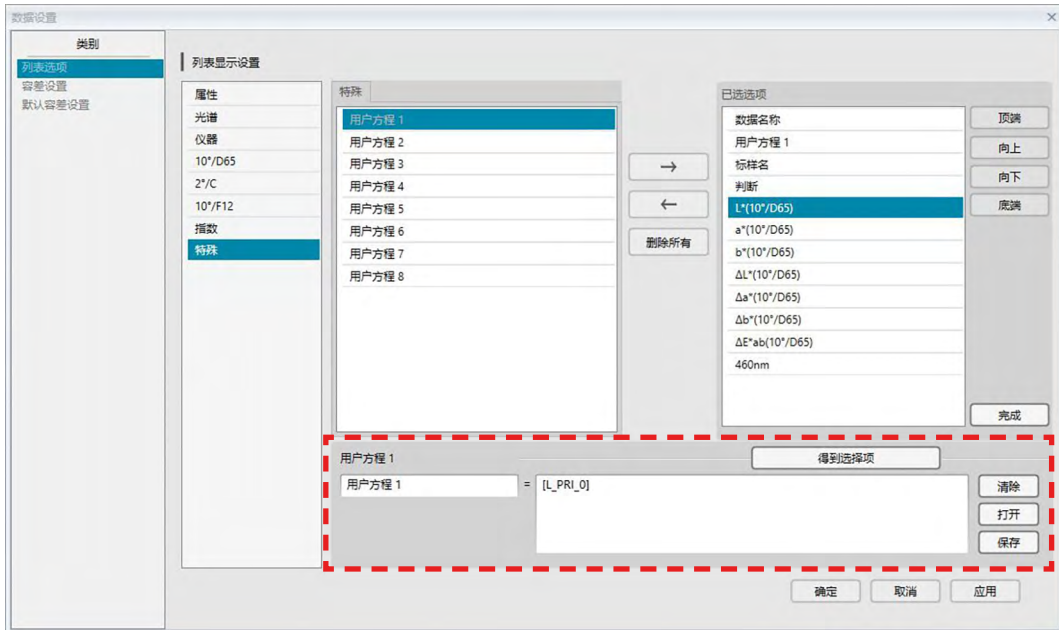 数据设置
类别
列表选项
容差设置
默认容差设置
列表显示设置
属性
光谱
仪器
10°/D65
2°/C
10°/F12
指数
特殊
特殊
用户方程 1
用户方程 2
用户方程 3
用户方程 4
用户方程 5
用户方程 6
用户方程 7
用户方程 8
→
←
删除所有
已选选项
数据名称
用户方程 1
标样名
判断
L*(10°/D65)
a*(10°/D65)
b*(10°/D65)
ΔL*(10°/D65)
Δa*(10°/D65)
Δb*(10°/D65)
ΔE*ab(10°/D65)
460nm
顶端
向上
向下
底端
完成
用户方程 1
得到选择项
用户方程 1 = [L_PRI_0]
清除
打开
保存
确定 取消 应用